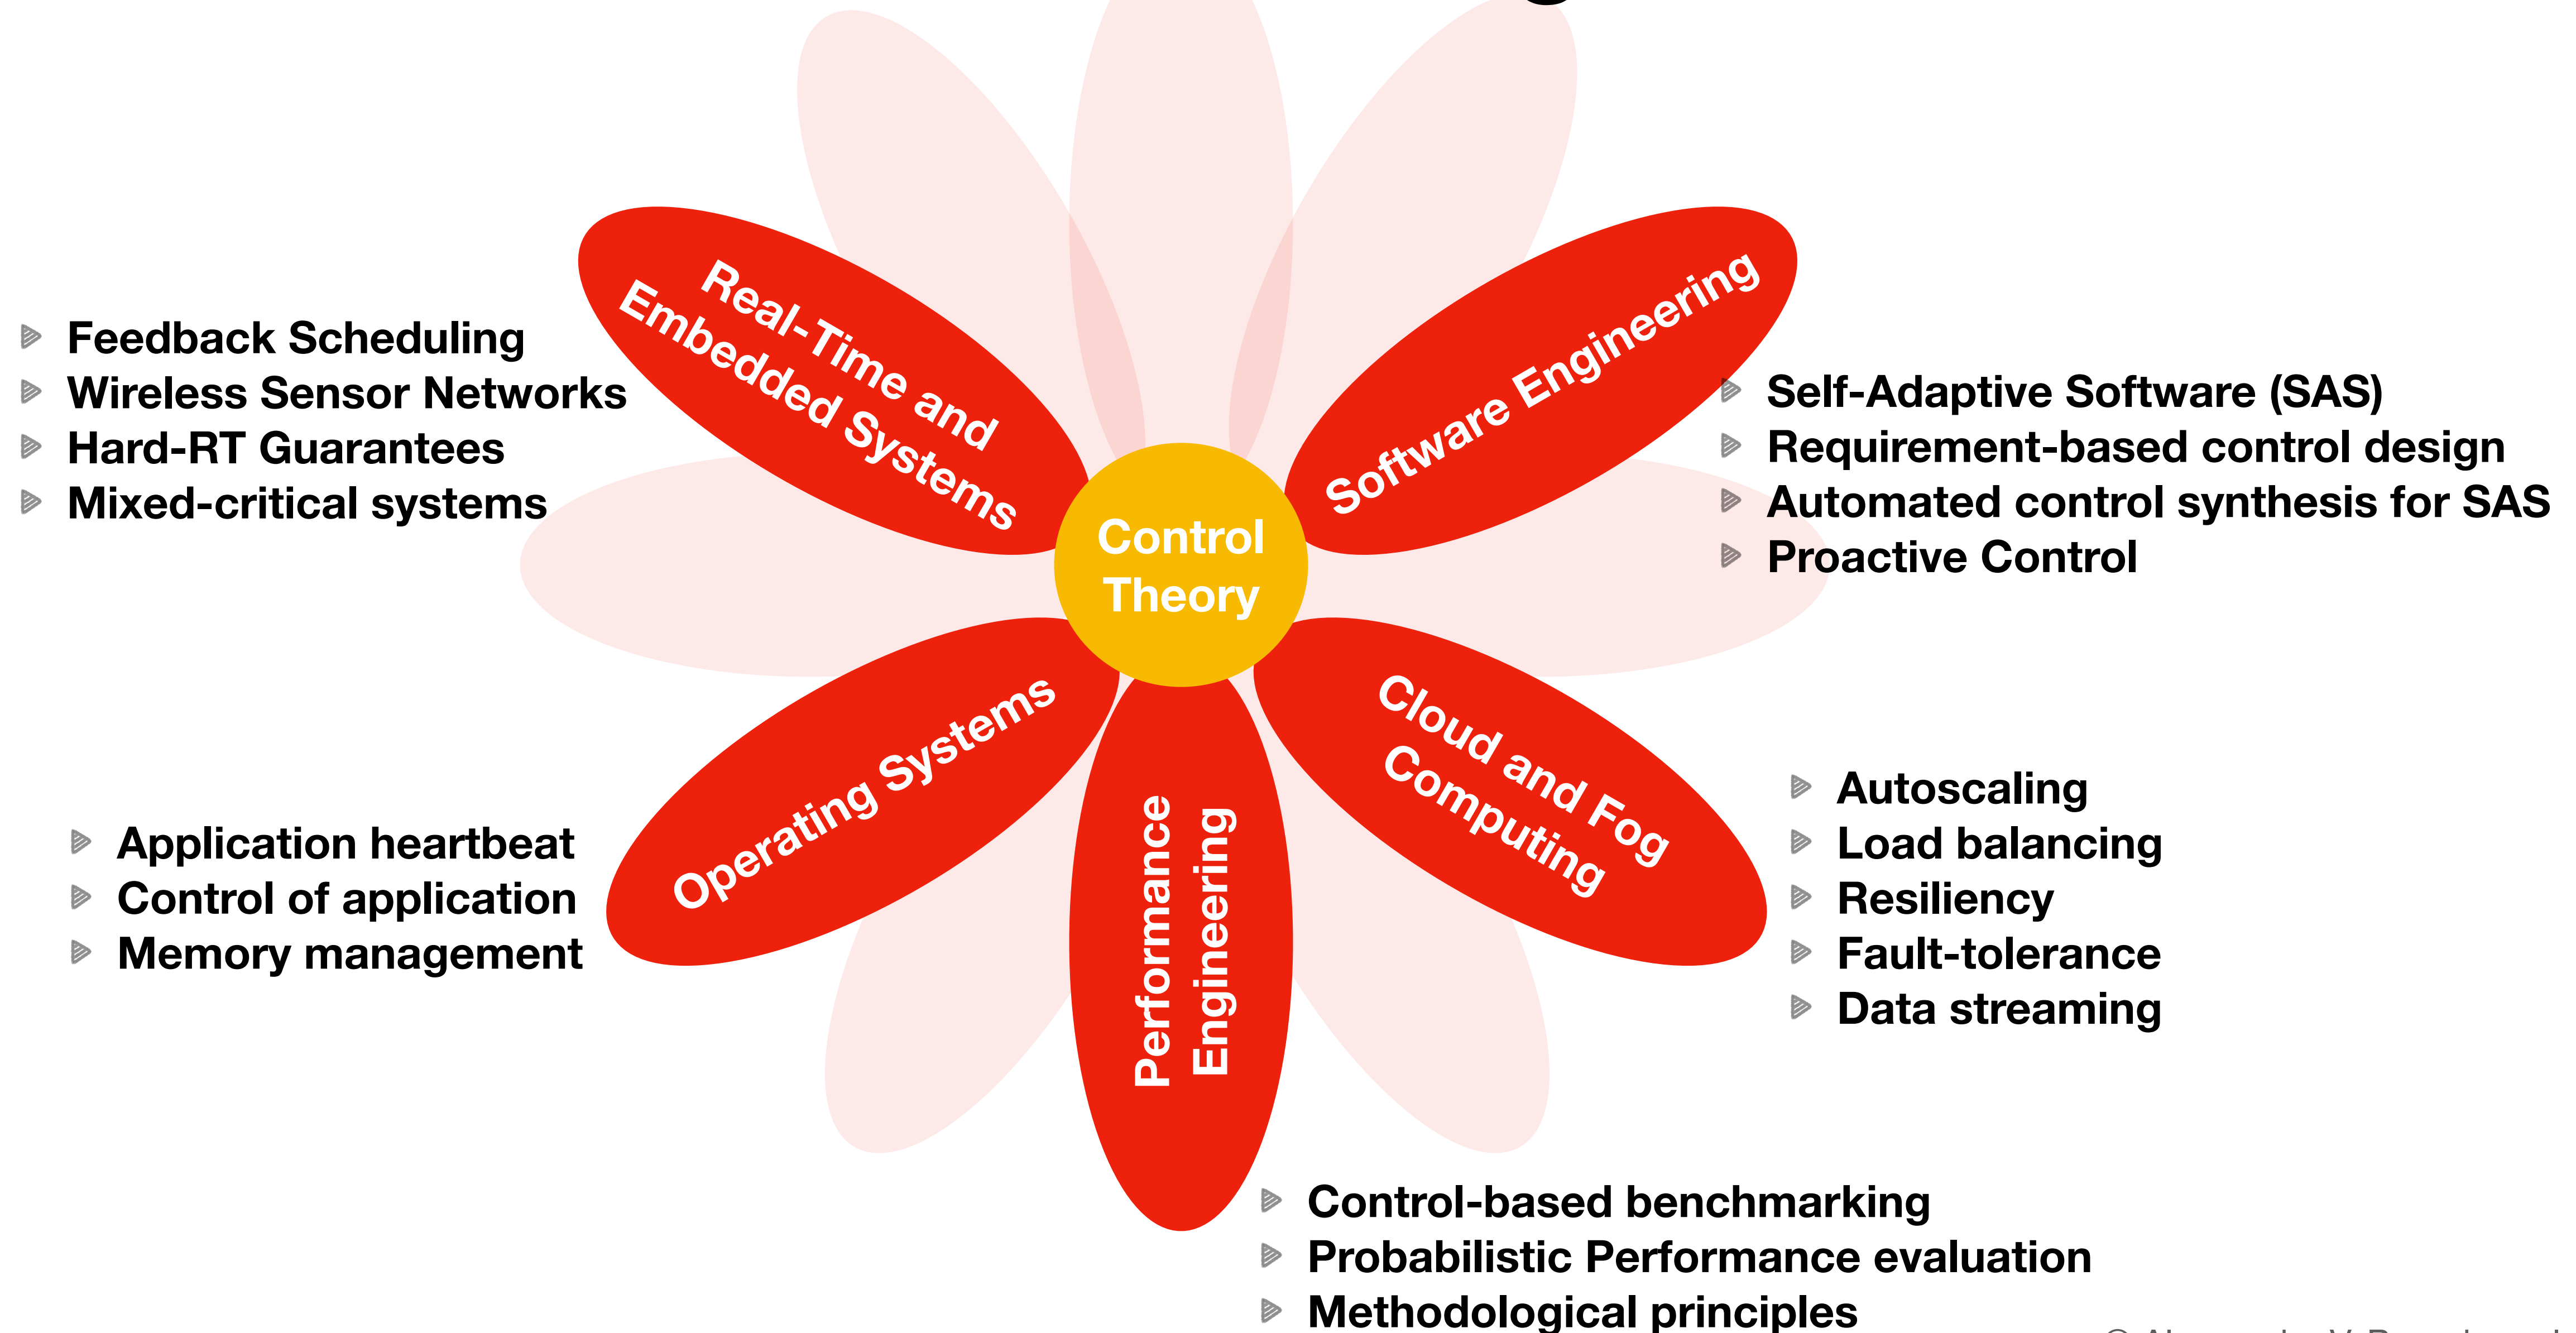 Real-Time and
Embedded Systems
Software Engineering
Feedback Scheduling
Wireless Sensor Networks
Hard-RT Guarantees
Mixed-critical systems
Self-Adaptive Software (SAS)
Requirement-based control design
Automated control synthesis for SAS
Proactive Control
Control
Theory
Operating Systems
Cloud and Fog
Computing
Performance
Engineering
Application heartbeat
Control of application
Memory management
Autoscaling
Load balancing
Resiliency
Fault-tolerance
Data streaming
Control-based benchmarking
Probabilistic Performance evaluation
Methodological principles